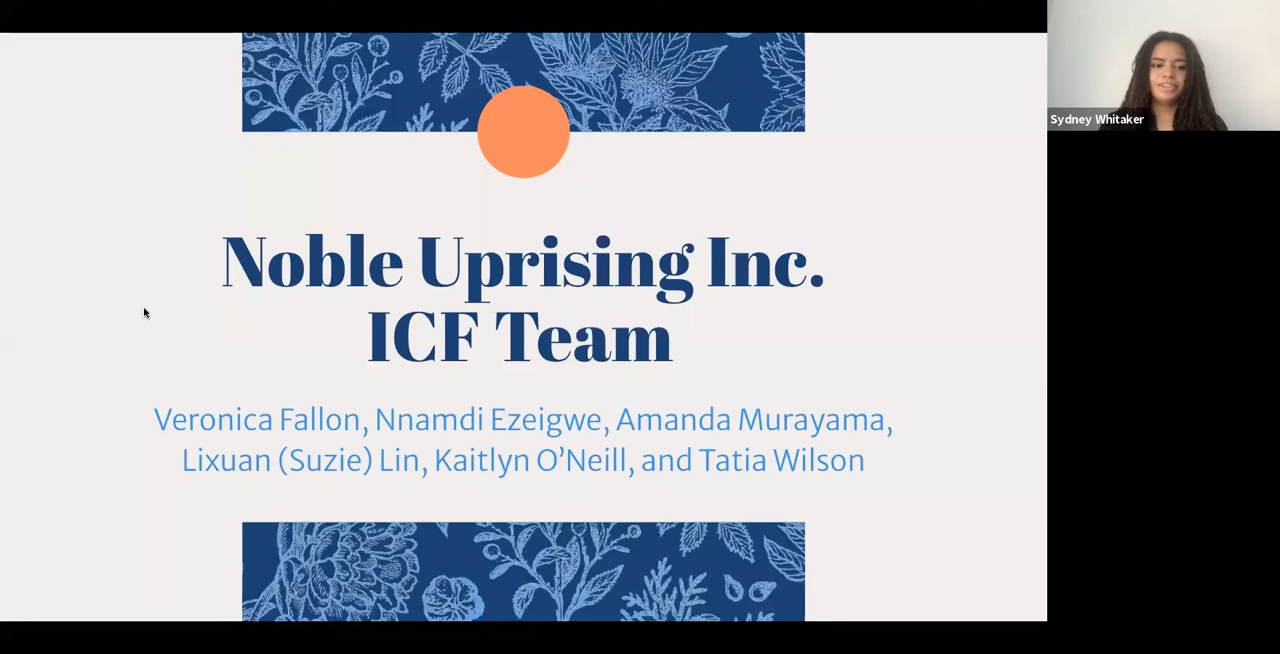 Noble Uprising Inc.
ICF Team
Veronica Fallon, Nnamdi Ezeigwe, Amanda Murayama,
Lixuan (Suzie) Lin, Kaitlyn O’Neill, and Tatia Wilson
Sydney Whitaker